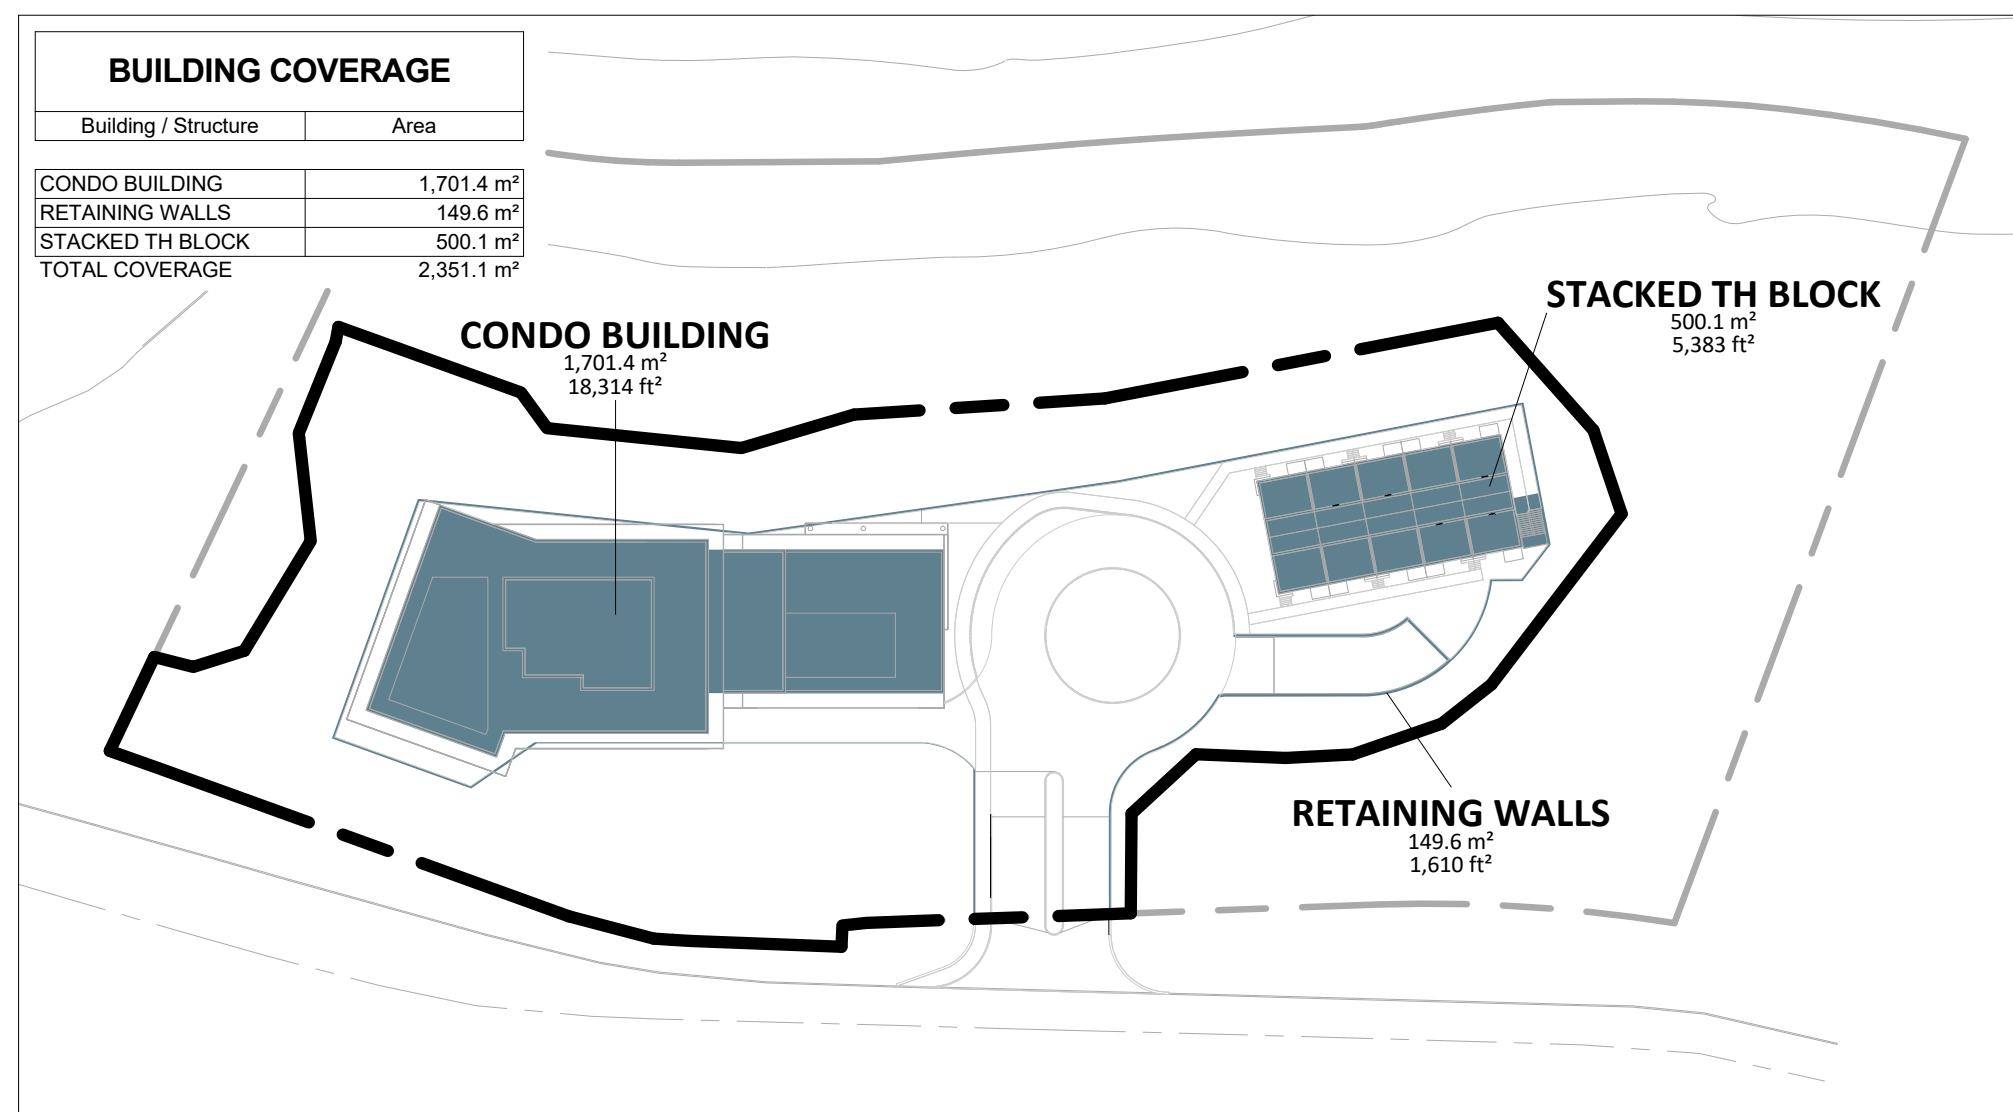 BUILDING COVERAGE
Building / Structure Area
CONDO BUILDING 1,701.4 m²
RETAINING WALLS 149.6 m²
STACKED TH BLOCK 500.1 m²
TOTAL COVERAGE 2,351.1 m²
STACKED TH BLOCK
500.1 m²
5,383 ft²
CONDO BUILDING
1,701.4 m²
18,314 ft²
RETAINING WALLS
149.6 m²
1,610 ft²